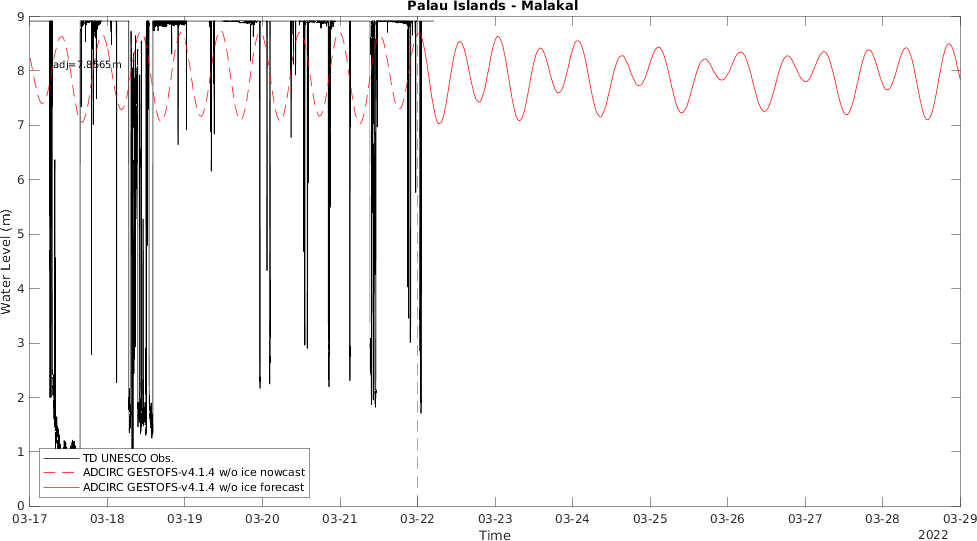 Palau Islands - Malakal
9
8
7
6
5
4
3
2
1
0
Water Level (m)
adj=7.8565m
TD UNESCO Obs.
ADCIRC GESTOFS-v4.1.4 w/o ice nowcast
ADCIRC GESTOFS-v4.1.4 w/o ice forecast
03-17 03-18 03-19 03-20 03-21 03-22 03-23 03-24 03-25 03-26 03-27 03-28 03-29
Time
2022